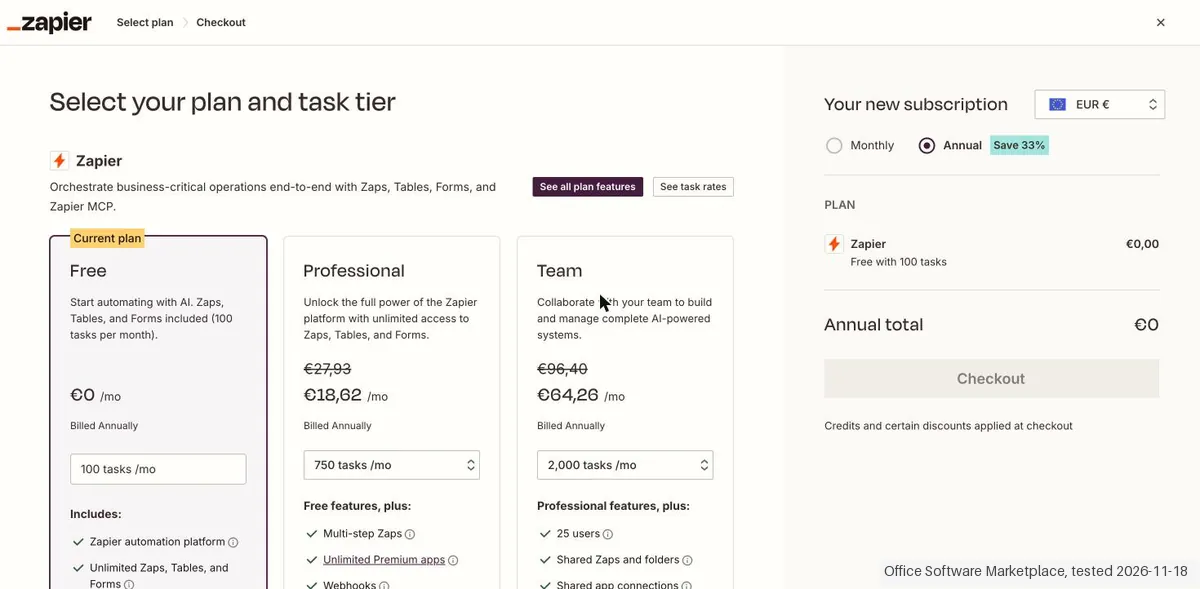 zapier
Select plan
Checkout
Select your plan and task tier
Zapier
Orchestrate business-critical operations end-to-end with Zaps, Tables, Forms, and
Zapier MCP.
See all plan features
See task rates
Current plan
Free
Start automating with AI. Zaps,
Tables, and Forms included (100
tasks per month).
€0 /mo
Billed Annually
100 tasks /mo
Includes:
Zapier automation platform
Unlimited Zaps, Tables, and
Forms
Professional
Unlock the full power of the Zapier
platform with unlimited access to
Zaps, Tables, and Forms.
€27,93
€18,62 /mo
Billed Annually
750 tasks /mo
Free features, plus:
Multi-step Zaps
Unlimited Premium apps
Webhooks
Team
Collaborate with your team to build
and manage complete AI-powered
systems.
€96,40
€64,26 /mo
Billed Annually
2,000 tasks /mo
Professional features, plus:
25 users
Shared Zaps and folders
Shared app connections
Your new subscription
EUR €
Monthly
Annual
Save 33%
PLAN
Zapier
€0,00
Free with 100 tasks
Annual total
€0
Checkout
Credits and certain discounts applied at checkout
Office Software Marketplace, tested 2026-11-18